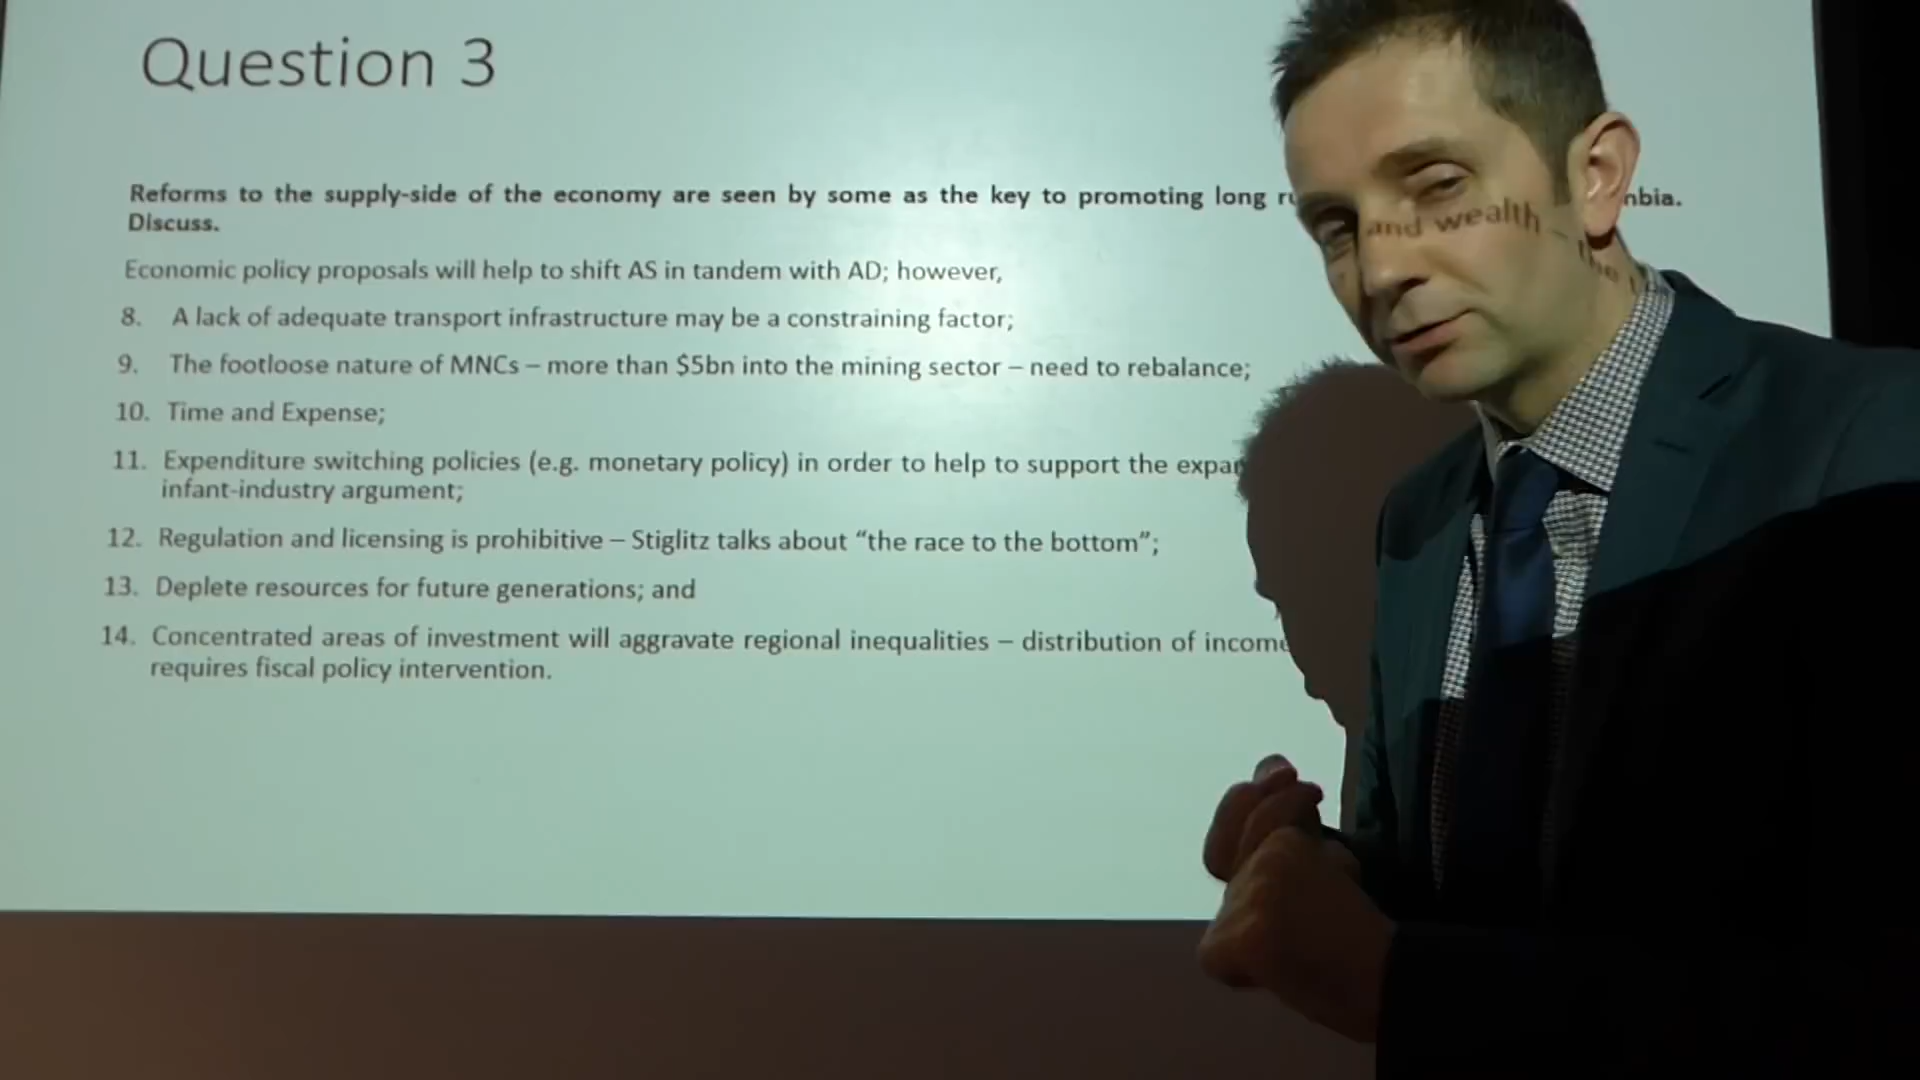 Question 3
Reforms to the supply-side of the economy are seen by some as the key to promoting long nbia.
Discuss.
Economic policy proposals will help to shift AS in tandem with AD; however,
8. A lack of adequate transport infrastructure may be a constraining factor;
9. The footloose nature of MNCs – more than $5bn into the mining sector – need to rebalance;
10. Time and Expense;
11. Expenditure switching policies (e.g. monetary policy) in order to help to support the expan
infant-industry argument;
12. Regulation and licensing is prohibitive – Stiglitz talks about “the race to the bottom”;
13. Deplete resources for future generations; and
14. Concentrated areas of investment will aggravate regional inequalities – distribution of income and wealth –
requires fiscal policy intervention.